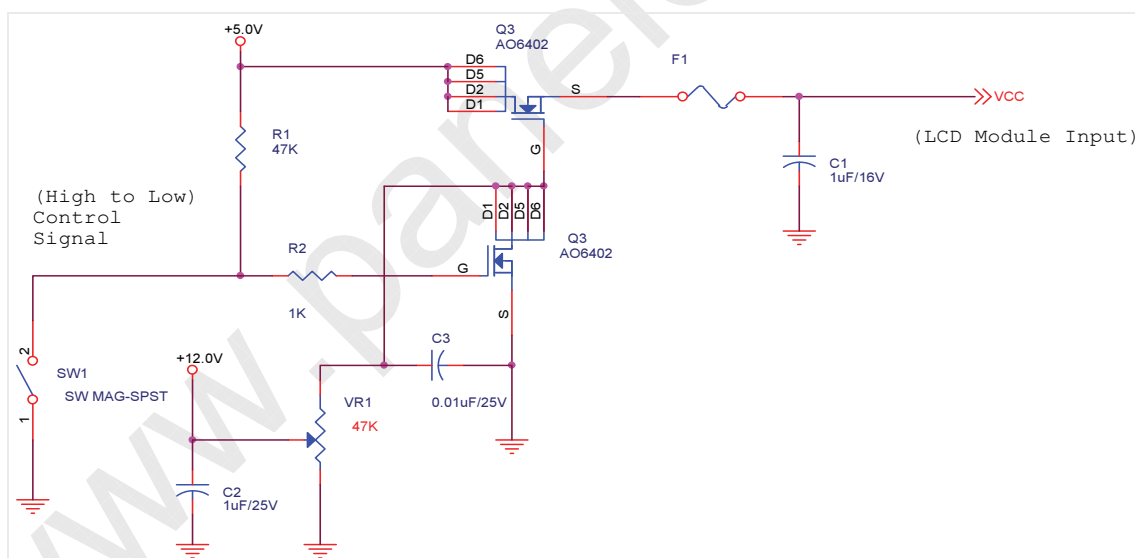 www.panel
+5.0V
Q3
AO6402
D6
D5
D2
D1
S
G
F1
VCC
(LCD Module Input)
R1
47K
C1
1uF/16V
(High to Low)
Control
Signal
D1
D2
D5
D6
Q3
AO6402
R2
1K
G
S
2
SW1
SW MAG-SPST
1
+12.0V
C3
0.01uF/25V
VR1
47K
C2
1uF/25V